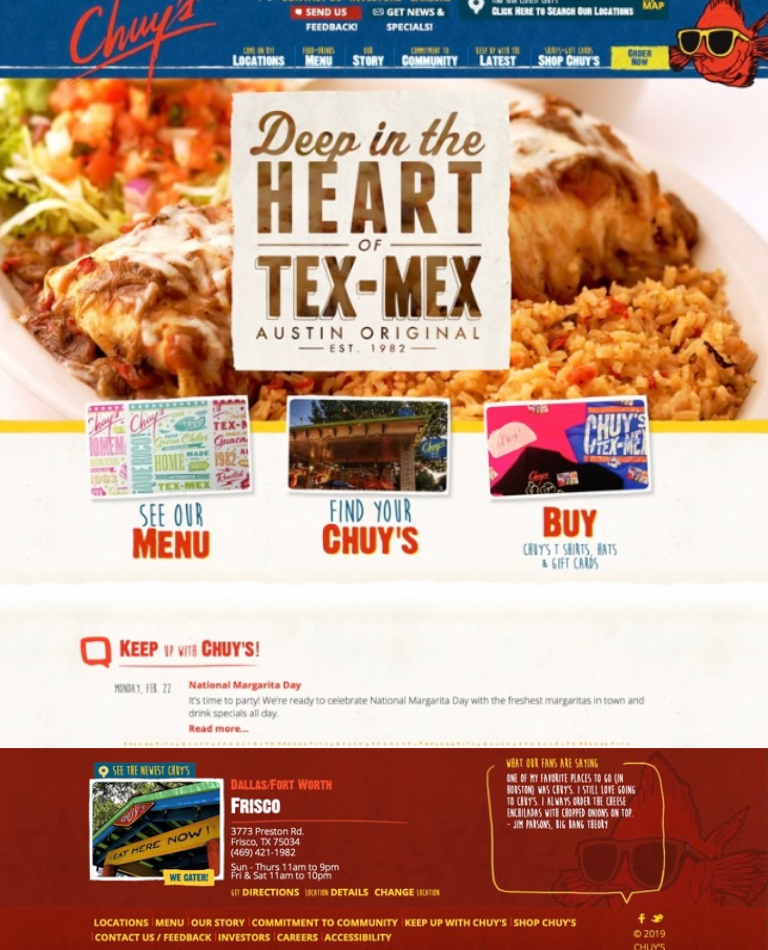 Chuy's
SEND US
FEEDBACK!
GET NEWS &
SPECIALS!
CLICK HERE TO SEARCH OUR LOCATIONS
MAP
COME ON BY!
LOCATIONS
FOOD+DRINKS
MENU
OUR
STORY
COMMITMENT TO
COMMUNITY
KEEP UP WITH THE
LATEST
SHIRTS+GIFT CARDS
SHOP CHUY'S
ORDER
NOW
Deep in the
HEART
OF
TEX-MEX
AUSTIN ORIGINAL
EST. 1982
SEE OUR
MENU
FIND YOUR
CHUY'S
CHUY'S
TEX-MEX
BUY
CHUY'S T SHIRTS, HATS
& GIFT CARDS
KEEP UP WITH CHUY'S!
MONDAY, FEB. 22
National Margarita Day
It's time to party! We're ready to celebrate National Margarita Day with the freshest margaritas in town and
drink specials all day.
Read more...
SEE THE NEWEST CHUY'S
EAT HERE NOW!
WE CATER!
DALLAS/FORT WORTH
FRISCO
3773 Preston Rd.
Frisco, TX 75034
(469) 421-1982
Sun - Thurs 11am to 9pm
Fri & Sat 11am to 10pm
GET DIRECTIONS LOCATION DETAILS CHANGE LOCATION
WHAT OUR FANS ARE SAYING
ONE OF MY FAVORITE PLACES TO GO (IN
HOUSTON) WAS CHUY'S. I STILL LOVE GOING
TO CHUY'S. I ALWAYS ORDER THE CHEESE
ENCHILADAS WITH CHOPPED ONIONS ON TOP.
- JIM PARSONS, BIG BANG THEORY
LOCATIONS | MENU | OUR STORY | COMMITMENT TO COMMUNITY | KEEP UP WITH CHUY'S | SHOP CHUY'S
| CONTACT US / FEEDBACK | INVESTORS | CAREERS | ACCESSIBILITY
© 2019
CHUY'S